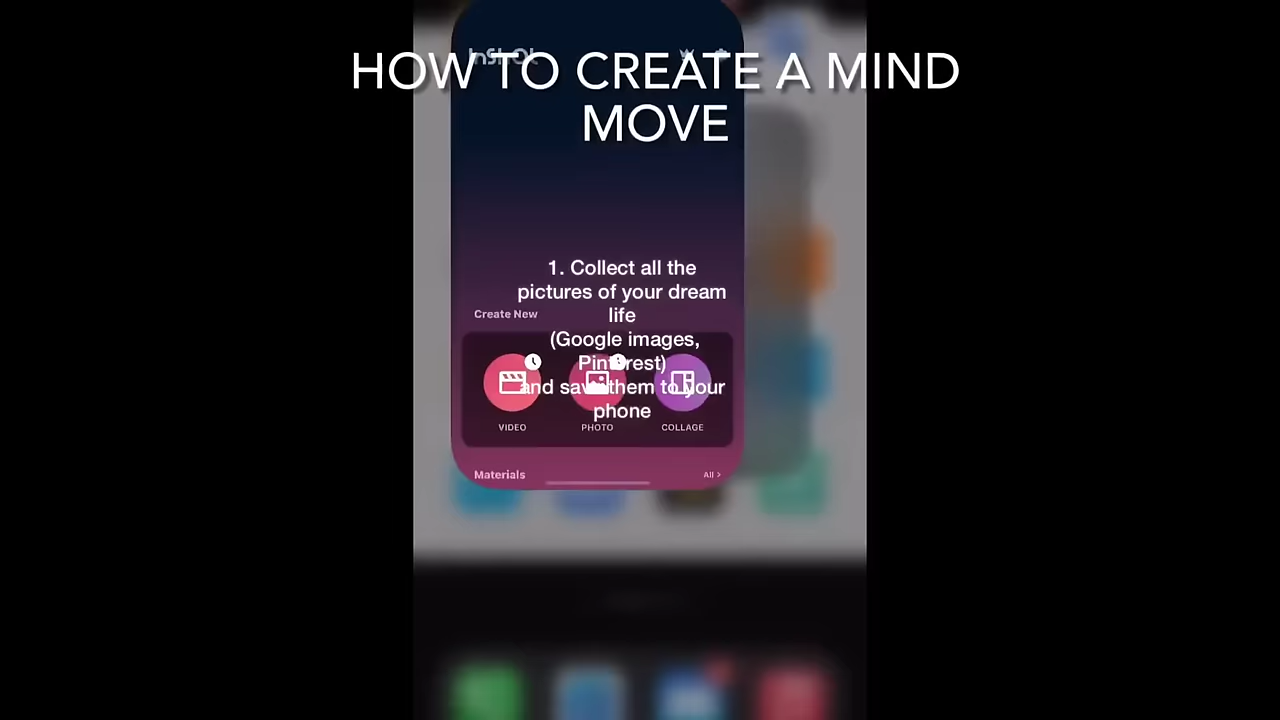 InShOt
HOW TO CREATE A MIND
MOVE
1. Collect all the
pictures of your dream
life
(Google images,
Pinterest)
and save them to your
phone
Create New
VIDEO
PHOTO
COLLAGE
Materials
All >